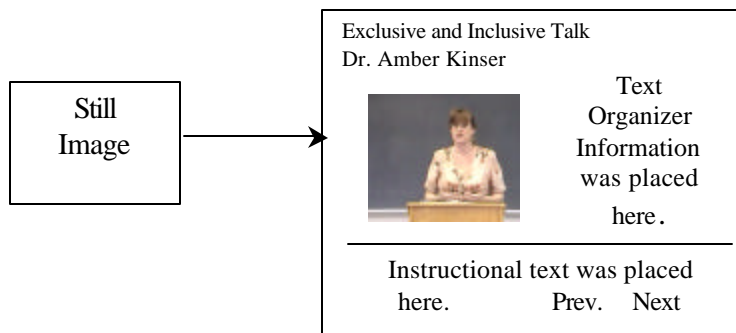 Still
Image
Exclusive and Inclusive Talk
Dr. Amber Kinser
Text
Organizer
Information
was placed
here.
Instructional text was placed
here. Prev. Next